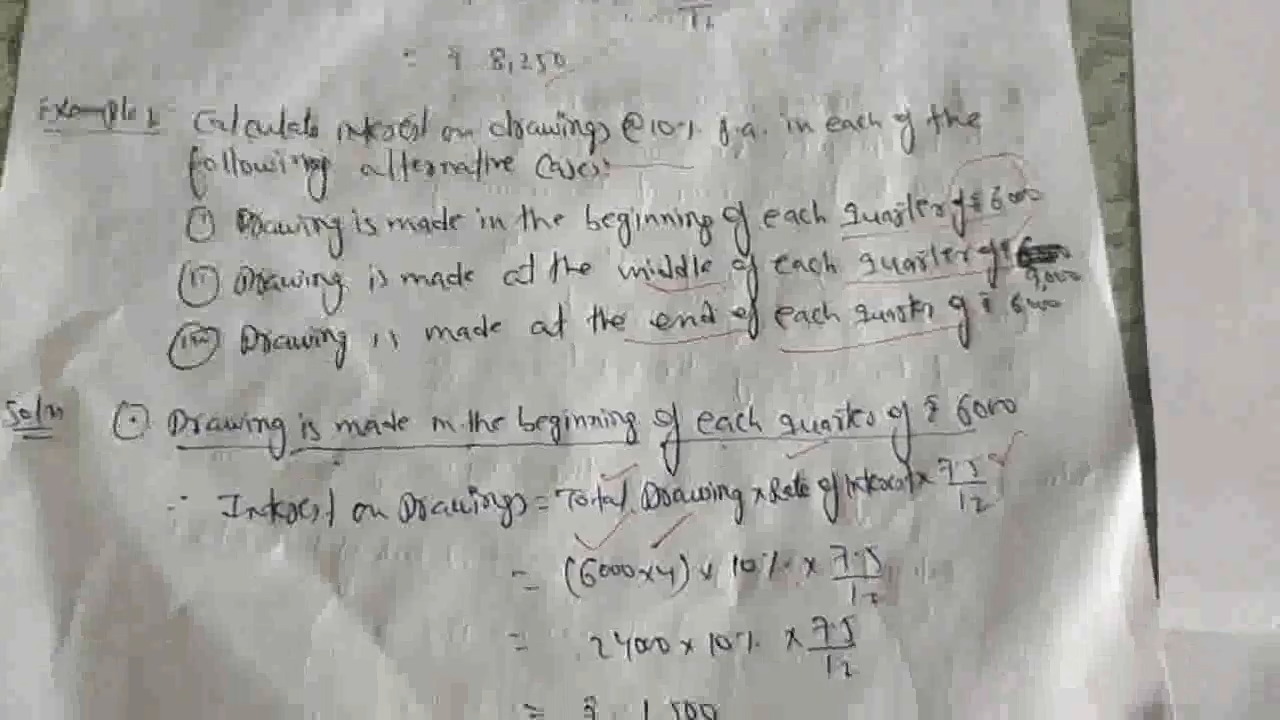 12
= ₹ 8,250
Example 1 Calculate interest on drawings @ 10% p.a. in each of the
following alternative cases:
(i) Drawing is made in the beginning of each quarter of ₹ 6000
(ii) Drawing is made at the middle of each quarter of ₹ 9,000
(iii) Drawing is made at the end of each quarter of ₹ 6000
Soln (i) Drawing is made in the beginning of each quarter of ₹ 6000
∴ Interest on Drawings = Total Drawing x Rate of Interest x 7.5/12
= (6000x4) x 10% x 7.5/12
= 24000 x 10% x 7.5/12
= ₹ 1,500